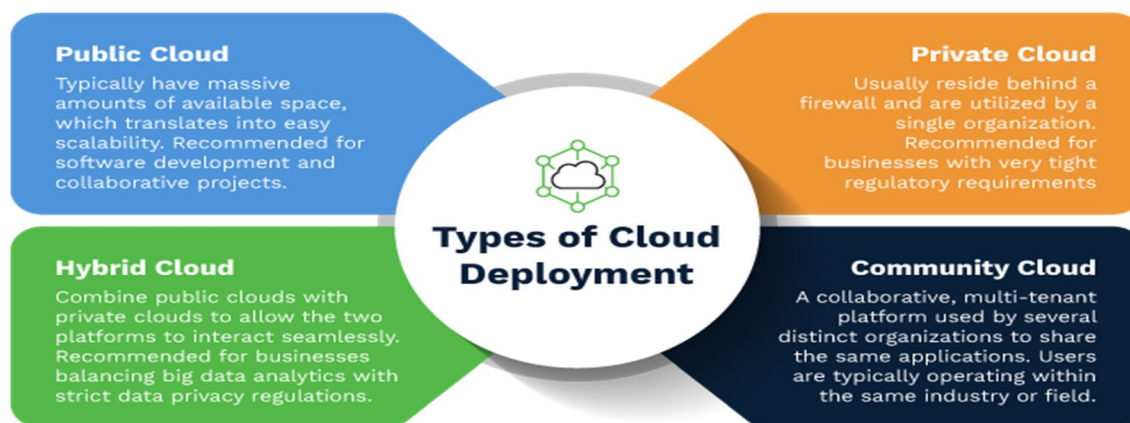 Public Cloud
Typically have massive
amounts of available space,
which translates into easy
scalability. Recommended for
software development and
collaborative projects.
Private Cloud
Usually reside behind a
firewall and are utilized by a
single organization.
Recommended for
businesses with very tight
regulatory requirements
Types of Cloud
Deployment
Hybrid Cloud
Combine public clouds with
private clouds to allow the two
platforms to interact seamlessly.
Recommended for businesses
balancing big data analytics with
strict data privacy regulations.
Community Cloud
A collaborative, multi-tenant
platform used by several
distinct organizations to share
the same applications. Users
are typically operating within
the same industry or field.